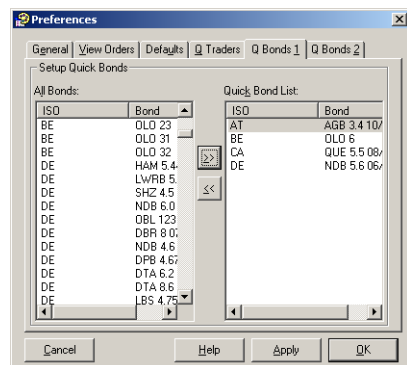 Preferences
General View Orders Defaults Q Traders Q Bonds 1 Q Bonds 2
Setup Quick Bonds
All Bonds: Quick Bond List:
ISO Bond ISO Bond
BE OLO 23 AT AGB 3.4 10/
BE OLO 31 BE OLO 6
BE OLO 32 CA QUE 5.5 08/
DE HAM 5.4 DE NDB 5.6 06/
DE LWRB 5.
DE SHZ 4.5
DE NDB 6.0
DE OBL 123
DE DBR 8 07
DE NDB 4.6
DE DPB 4.67
DE DTA 6.2
DE DTA 8.6
DE LBS 4.75
>>
<<
Cancel Help Apply OK